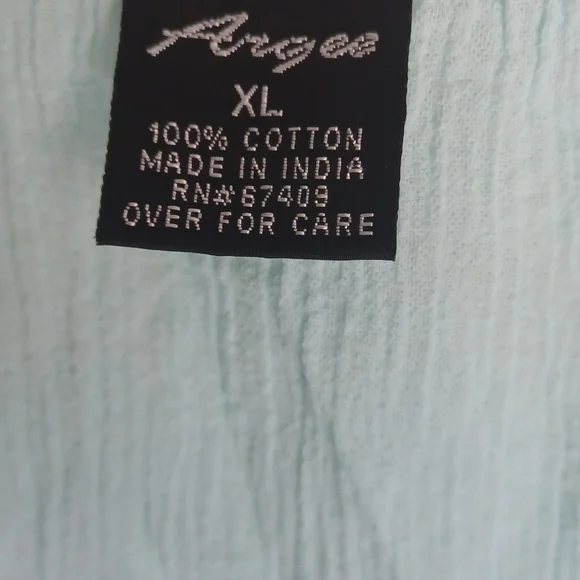 Argee
XL
100% COTTON
MADE IN INDIA
RN# 67409
OVER FOR CARE